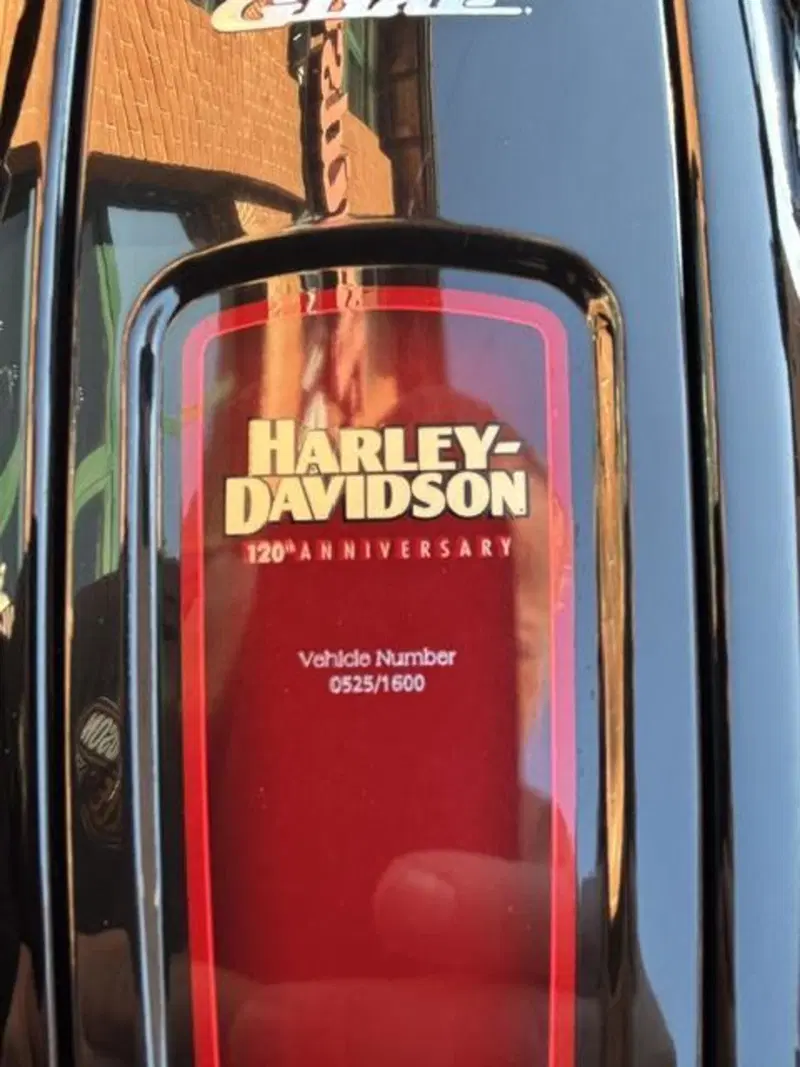 HARLEY-
DAVIDSON
120th ANNIVERSARY
Vehicle Number
0525/1600